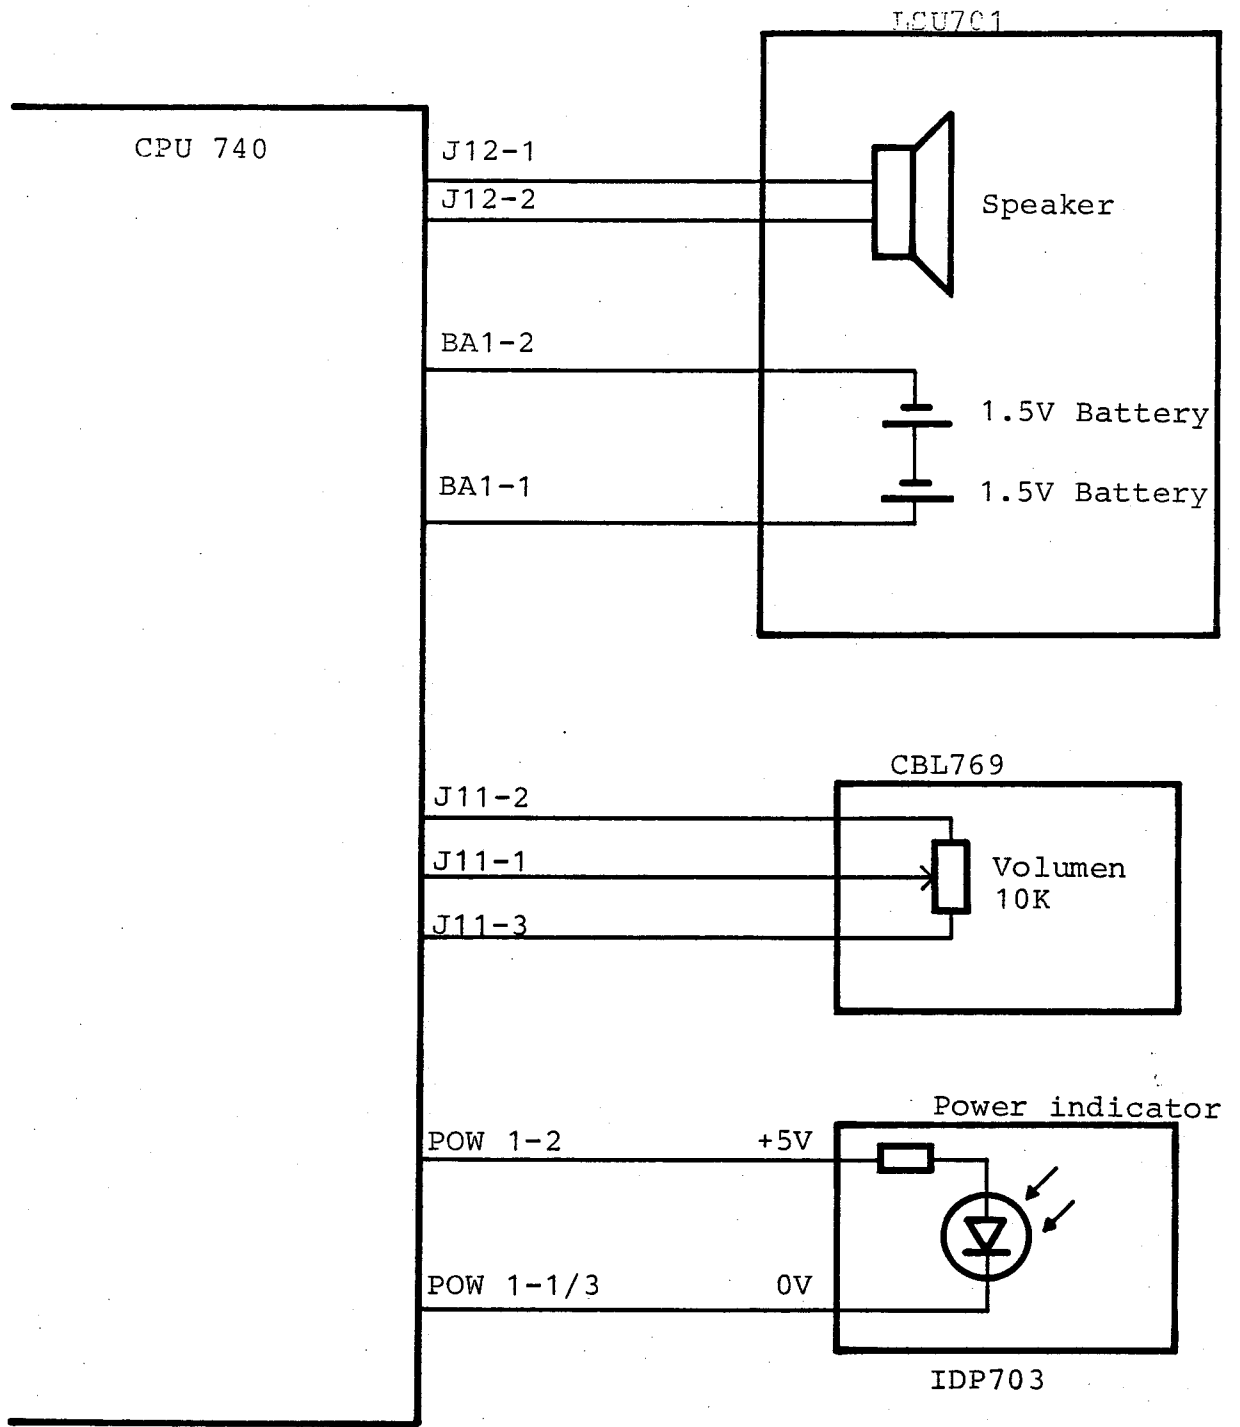 CPU 740
J12-1
J12-2
Speaker
BA1-2
1.5V Battery
BA1-1
1.5V Battery
CBL769
J11-2
J11-1
Volumen
10K
J11-3
Power indicator
POW 1-2 +5V
POW 1-1/3 0V
IDP703